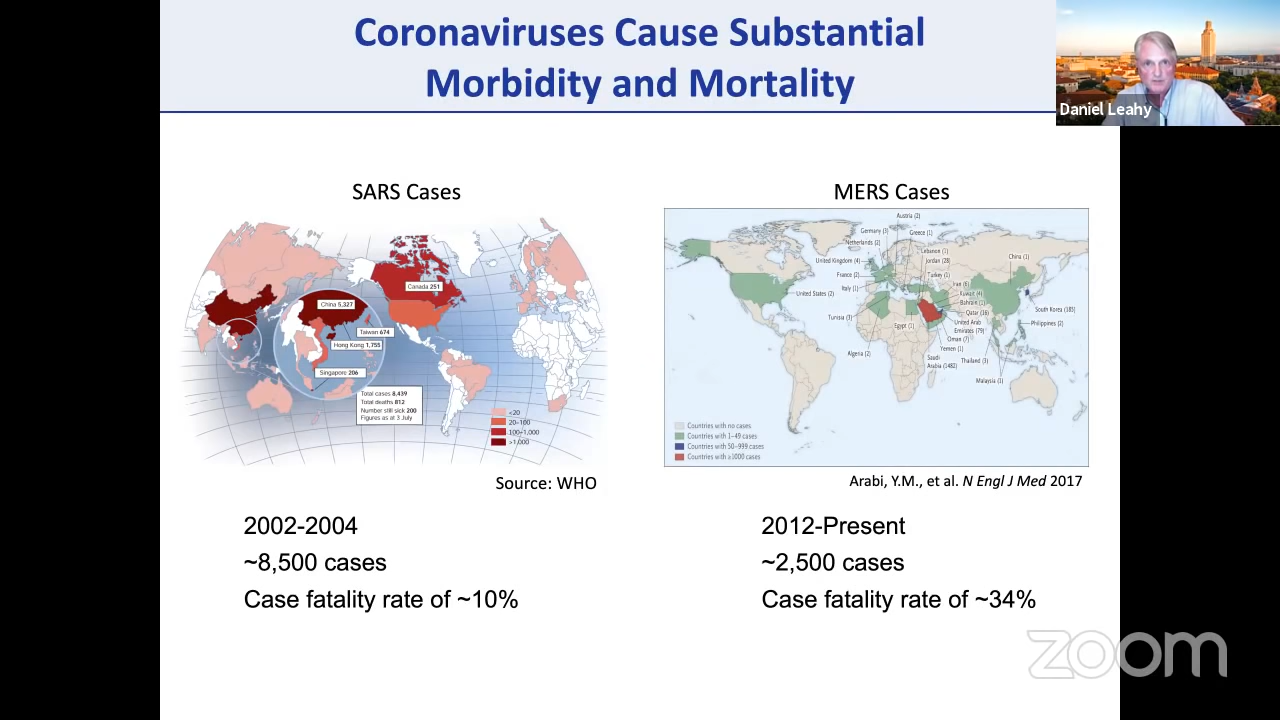 Coronaviruses Cause Substantial
Morbidity and Mortality
Daniel Leahy
SARS Cases
Canada 251
China 5,327
Taiwan 674
Hong Kong 1,755
Singapore 206
Total cases 8,439
Total deaths 812
Number still sick 200
Figures as at 3 July
<20
20–100
100–1,000
>1,000
Source: WHO
2002-2004
~8,500 cases
Case fatality rate of ~10%
MERS Cases
Austria (2)
Germany (3)
Greece (1)
Netherlands (2)
Lebanon (1)
Jordan (28)
China (1)
United Kingdom (4)
France (2)
Turkey (1)
Italy (1)
Iran (6)
Kuwait (4)
Bahrain (1)
United States (2)
Qatar (16)
South Korea (185)
Tunisia (3)
Egypt (1)
United Arab
Emirates (79)
Philippines (2)
Oman (7)
Yemen (1)
Algeria (2)
Saudi
Arabia (1482)
Thailand (3)
Malaysia (1)
Countries with no cases
Countries with 1–49 cases
Countries with 50–999 cases
Countries with ≥1000 cases
Arabi, Y.M., et al. N Engl J Med 2017
2012-Present
~2,500 cases
Case fatality rate of ~34%
zoom